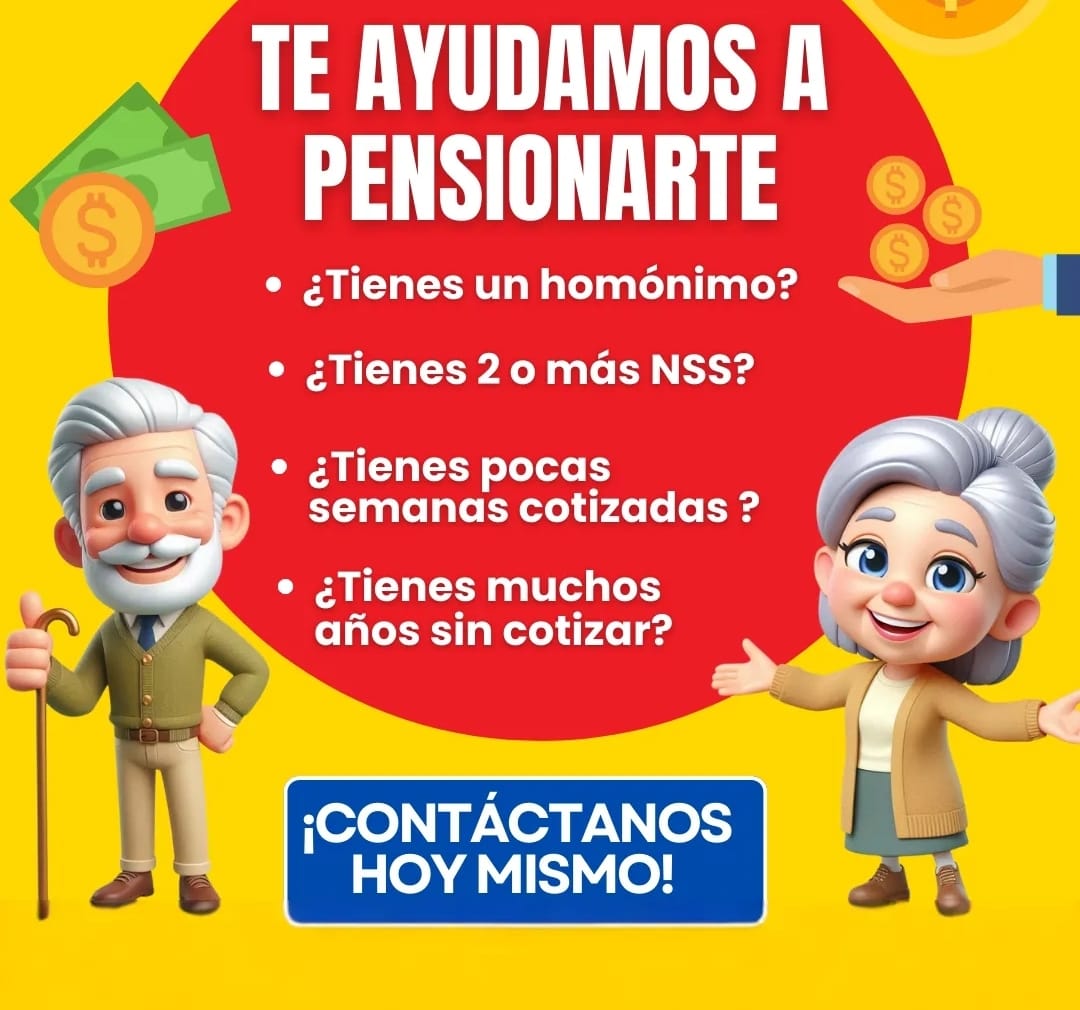 TE AYUDAMOS A
PENSIONARTE
• ¿Tienes un homónimo?
• ¿Tienes 2 o más NSS?
• ¿Tienes pocas
semanas cotizadas ?
• ¿Tienes muchos
años sin cotizar?
¡CONTÁCTANOS
HOY MISMO!